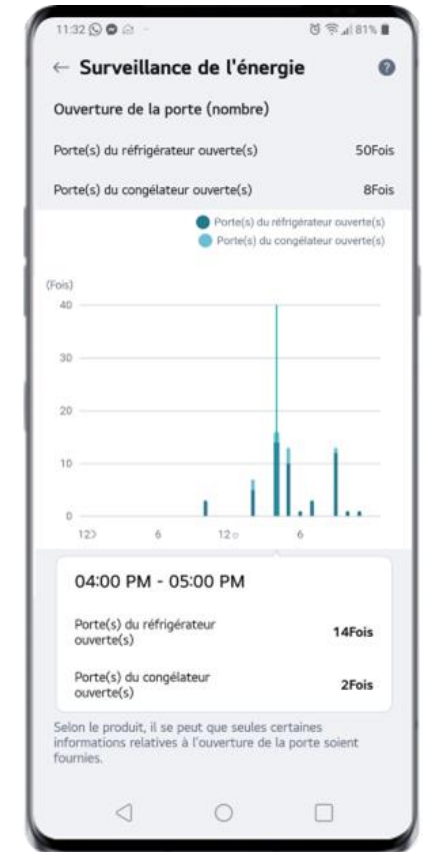 11:32 81%
← Surveillance de l'énergie ?
Ouverture de la porte (nombre)
Porte(s) du réfrigérateur ouverte(s) 50Fois
Porte(s) du congélateur ouverte(s) 8Fois
Porte(s) du réfrigérateur ouverte(s)
Porte(s) du congélateur ouverte(s)
(Fois)
40
30
20
10
0
12 6 12 6
04:00 PM - 05:00 PM
Porte(s) du réfrigérateur
ouverte(s)
14Fois
Porte(s) du congélateur
ouverte(s)
2Fois
Selon le produit, il se peut que seules certaines
informations relatives à l'ouverture de la porte soient
fournies.